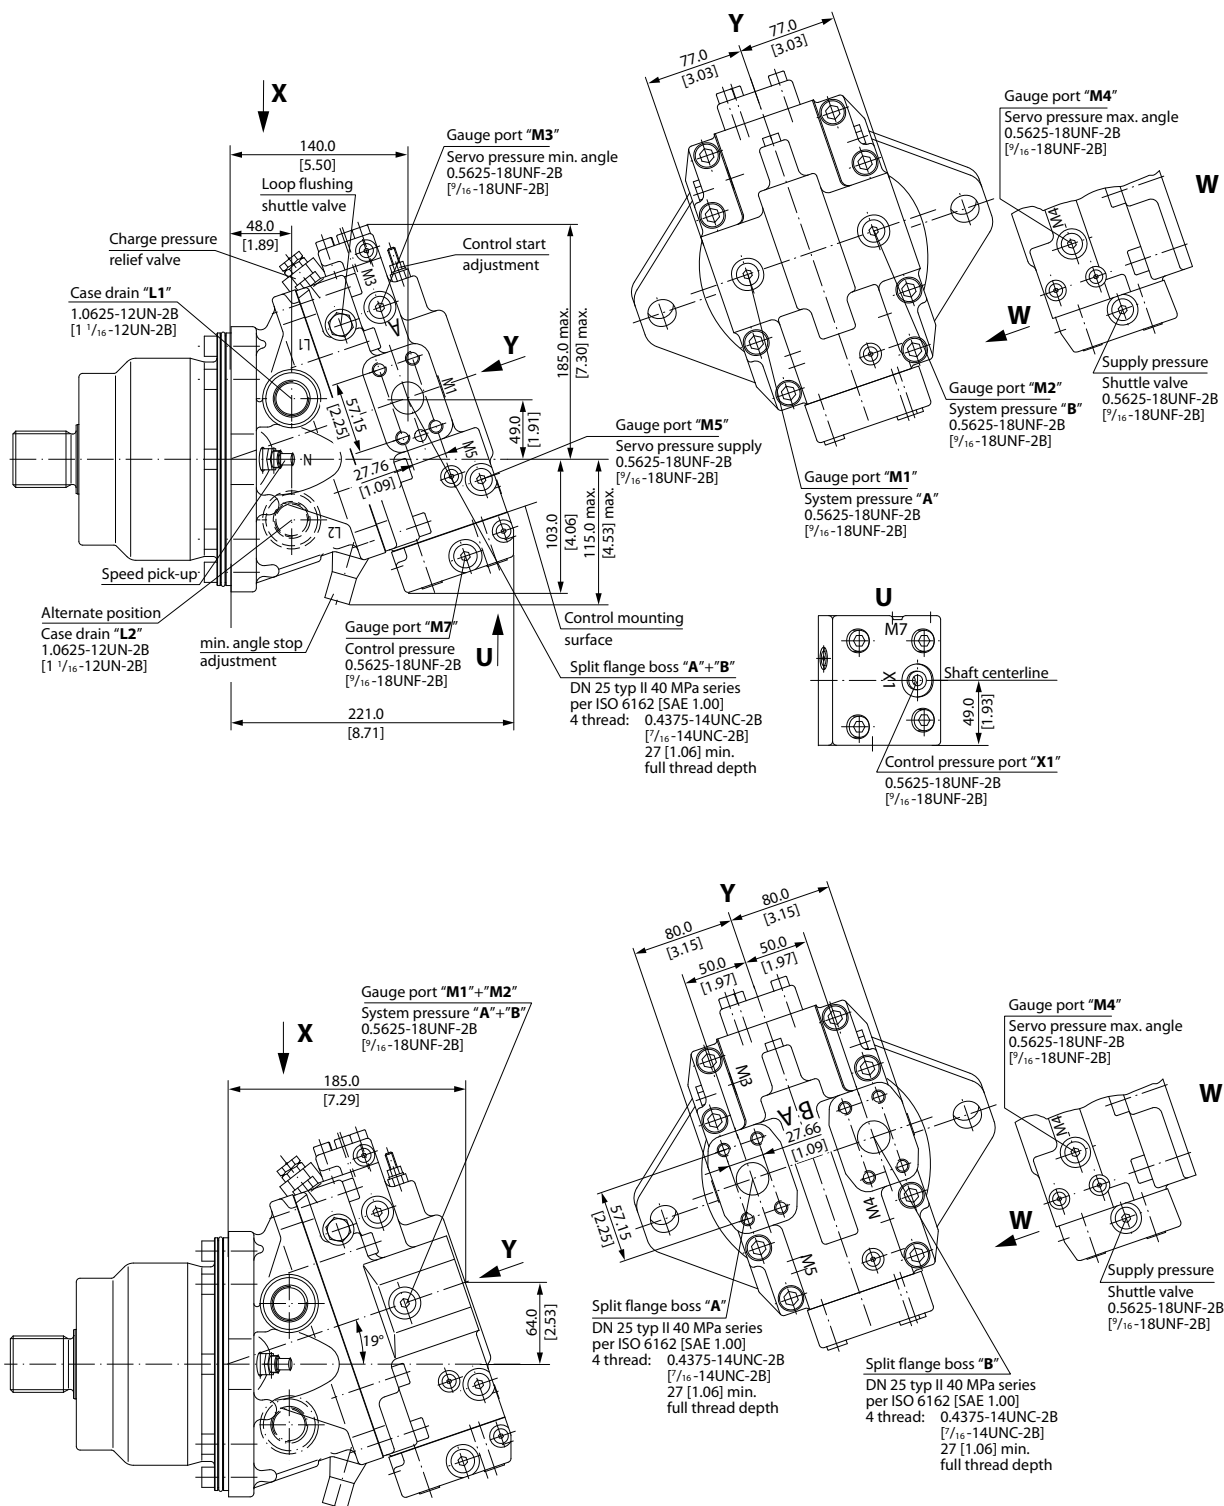 Y
77.0
[3.03]
77.0
[3.03]
X
140.0
[5.50]
Gauge port "M3"
Servo pressure min. angle
0.5625-18UNF-2B
[9/16-18UNF-2B]
Gauge port "M4"
Servo pressure max. angle
0.5625-18UNF-2B
[9/16-18UNF-2B]
W
M4
Loop flushing
shuttle valve
48.0
[1.89]
Charge pressure
relief valve
Control start
adjustment
Case drain "L1"
1.0625-12UN-2B
[1 1/16-12UN-2B]
L1
M3
A
185.0 max.
[7.30] max.
Y
M1
57.15
[2.25]
49.0
[1.91]
W
Supply pressure
Shuttle valve
0.5625-18UNF-2B
[9/16-18UNF-2B]
Gauge port "M2"
System pressure "B"
0.5625-18UNF-2B
[9/16-18UNF-2B]
Gauge port "M5"
Servo pressure supply
0.5625-18UNF-2B
[9/16-18UNF-2B]
M5
N
27.76
[1.09]
Gauge port "M1"
System pressure "A"
0.5625-18UNF-2B
[9/16-18UNF-2B]
L2
103.0
[4.06]
115.0 max.
[4.53] max.
Speed pick-up
Alternate position
Case drain "L2"
1.0625-12UN-2B
[1 1/16-12UN-2B]
min. angle stop
adjustment
Gauge port "M7"
Control pressure
0.5625-18UNF-2B
[9/16-18UNF-2B]
U
Control mounting
surface
Split flange boss "A"+"B"
DN 25 typ II 40 MPa series
per ISO 6162 [SAE 1.00]
4 thread: 0.4375-14UNC-2B
[7/16-14UNC-2B]
27 [1.06] min.
full thread depth
221.0
[8.71]
U
M7
X1
Shaft centerline
49.0
[1.93]
Control pressure port "X1"
0.5625-18UNF-2B
[9/16-18UNF-2B]
Y
80.0
[3.15]
80.0
[3.15]
50.0
[1.97]
50.0
[1.97]
Gauge port "M1"+"M2"
System pressure "A"+"B"
0.5625-18UNF-2B
[9/16-18UNF-2B]
X
185.0
[7.29]
Gauge port "M4"
Servo pressure max. angle
0.5625-18UNF-2B
[9/16-18UNF-2B]
W
M4
M3
B A
27.66
[1.09]
57.15
[2.25]
M4
M5
W
Y
64.0
[2.53]
19°
Supply pressure
Shuttle valve
0.5625-18UNF-2B
[9/16-18UNF-2B]
Split flange boss "A"
DN 25 typ II 40 MPa series
per ISO 6162 [SAE 1.00]
4 thread: 0.4375-14UNC-2B
[7/16-14UNC-2B]
27 [1.06] min.
full thread depth
Split flange boss "B"
DN 25 typ II 40 MPa series
per ISO 6162 [SAE 1.00]
4 thread: 0.4375-14UNC-2B
[7/16-14UNC-2B]
27 [1.06] min.
full thread depth